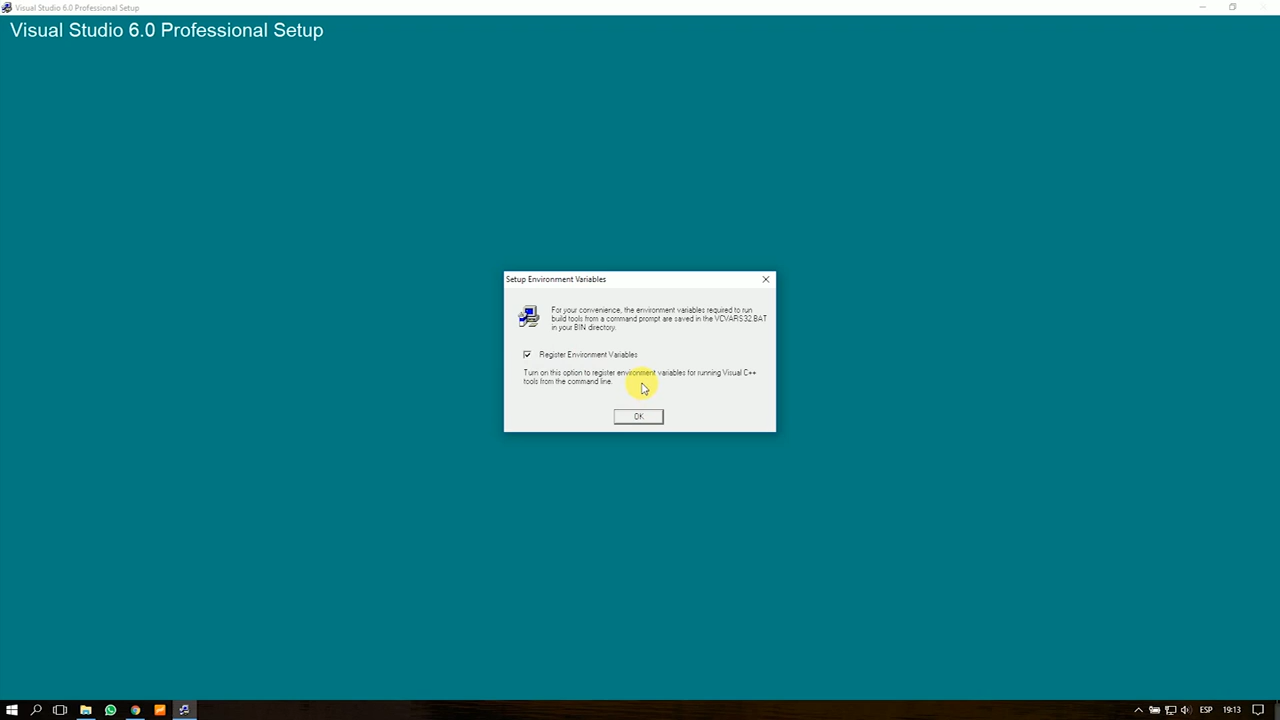 Visual Studio 6.0 Professional Setup
Visual Studio 6.0 Professional Setup
Setup Environment Variables
For your convenience, the environment variables required to run
build tools from a command prompt are saved in the VCVARS32.BAT
in your BIN directory.
Register Environment Variables
Turn on this option to register environment variables for running Visual C++
tools from the command line.
OK
ESP
19:13